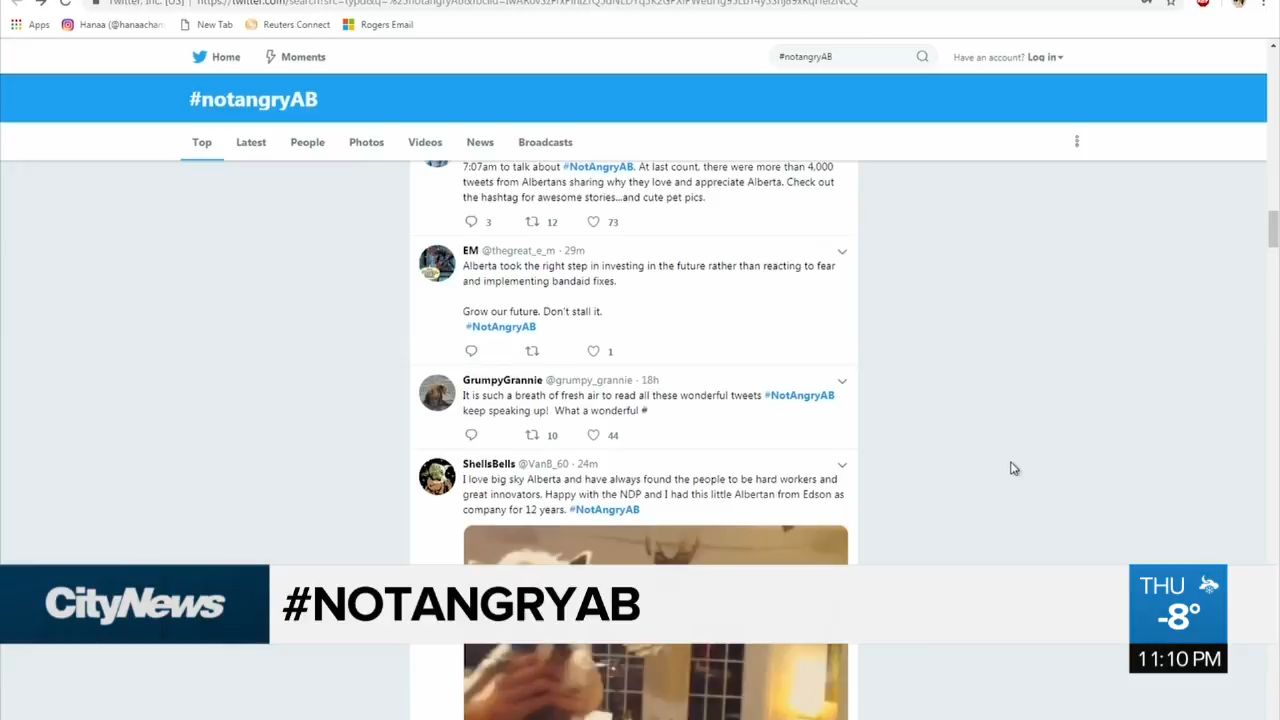 Twitter, Inc. [US]
Apps Hanaa (@hanaacham New Tab Reuters Connect Rogers Email
Home Moments #notangryAB Have an account? Log in
#notangryAB
Top Latest People Photos Videos News Broadcasts
7:07am to talk about #NotAngryAB. At last count, there were more than 4,000
tweets from Albertans sharing why they love and appreciate Alberta. Check out
the hashtag for awesome stories...and cute pet pics.
3 12 73
EM @thegreat_e_m · 29m
Alberta took the right step in investing in the future rather than reacting to fear
and implementing bandaid fixes.
Grow our future. Don't stall it.
#NotAngryAB
1
GrumpyGrannie @grumpy_grannie · 18h
It is such a breath of fresh air to read all these wonderful tweets #NotAngryAB
keep speaking up! What a wonderful #
10 44
ShellsBells @VanB_60 · 24m
I love big sky Alberta and have always found the people to be hard workers and
great innovators. Happy with the NDP and I had this little Albertan from Edson as
company for 12 years. #NotAngryAB
CityNews #NOTANGRYAB
THU
-8°
11:10 PM